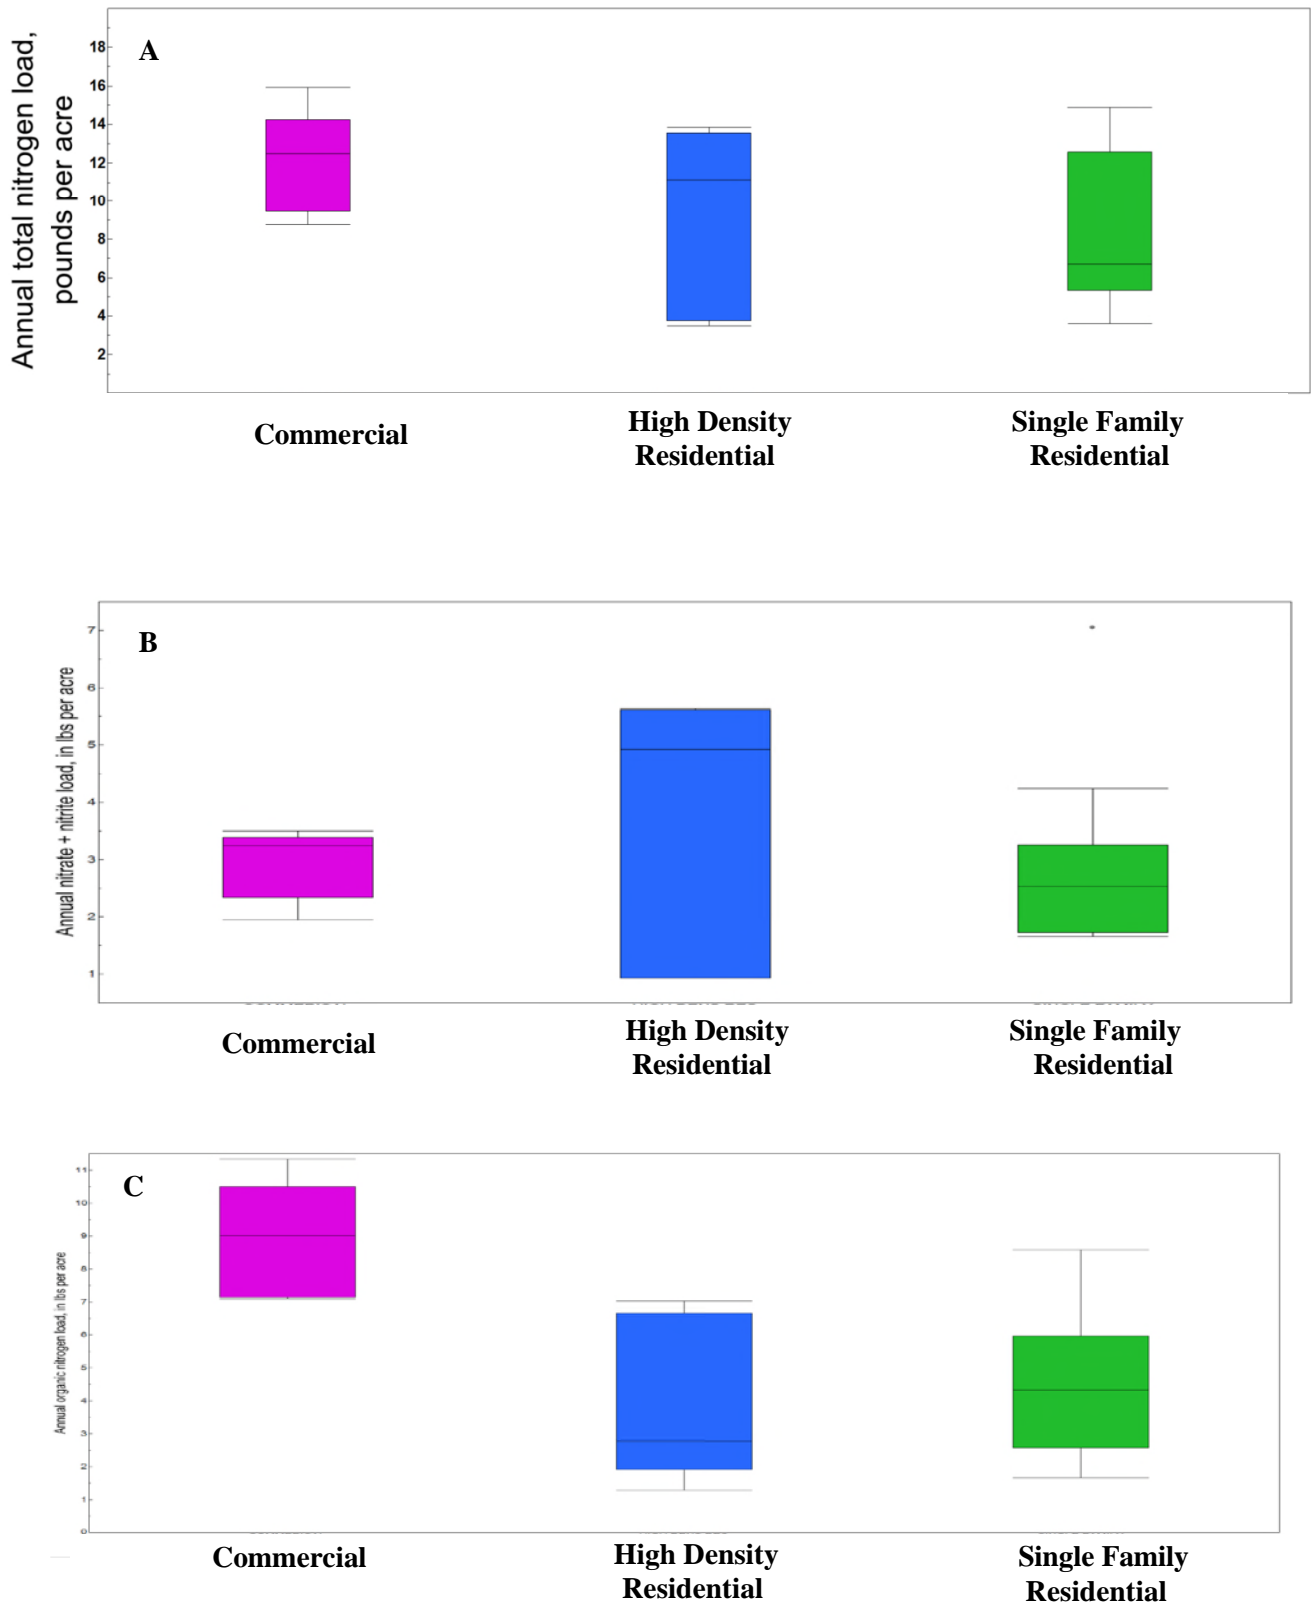 Annual total nitrogen load,
pounds per acre
A
18
16
14
12
10
8
6
4
2
Commercial
High Density
Residential
Single Family
Residential
Annual nitrate + nitrite load, in lbs per acre
B
7
6
5
4
3
2
1
Commercial
High Density
Residential
Single Family
Residential
Annual organic nitrogen load, in lbs per acre
C
11
10
9
8
7
6
5
4
3
2
1
0
Commercial
High Density
Residential
Single Family
Residential